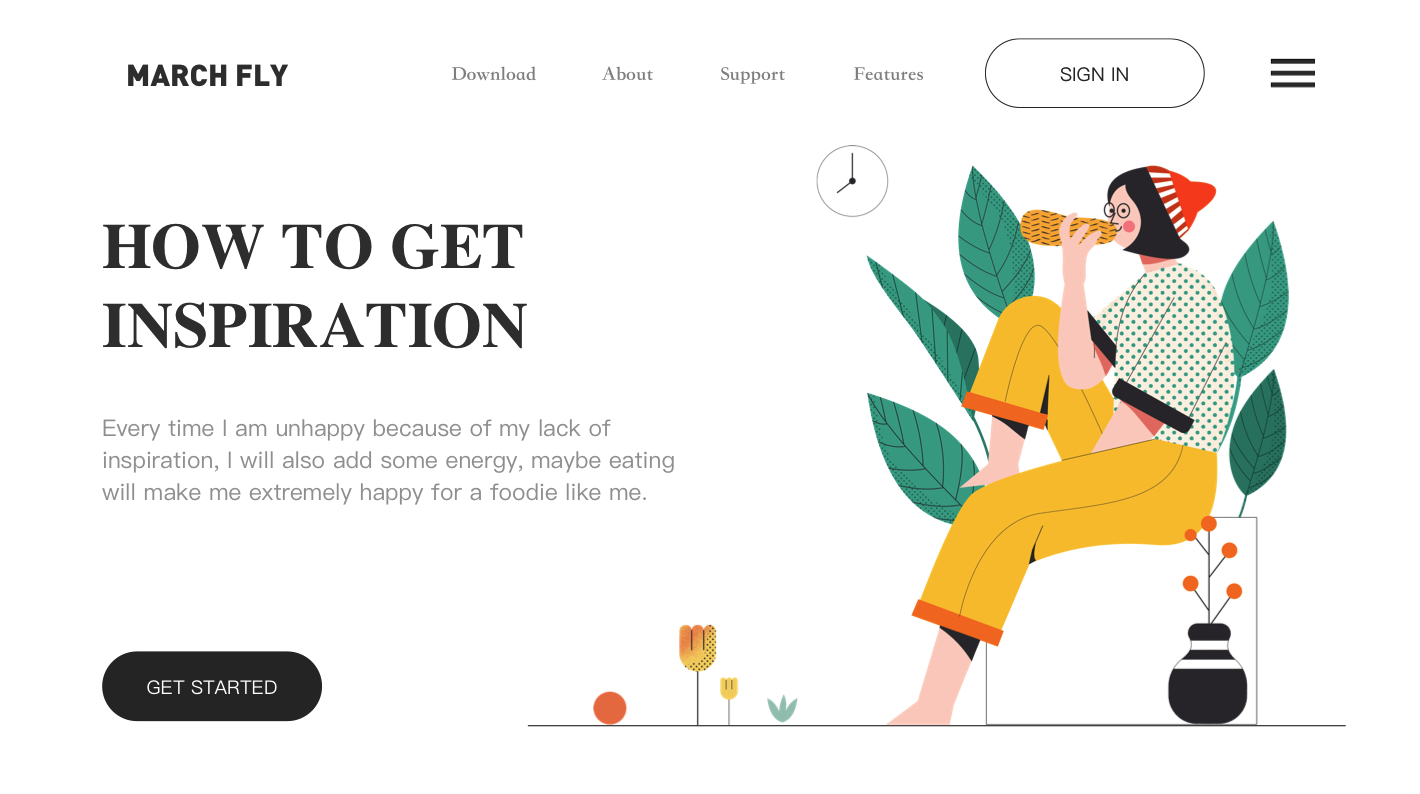 MARCH FLY
Download
About
Support
Features
SIGN IN
HOW TO GET
INSPIRATION
Every time I am unhappy because of my lack of
inspiration, I will also add some energy, maybe eating
will make me extremely happy for a foodie like me.
GET STARTED